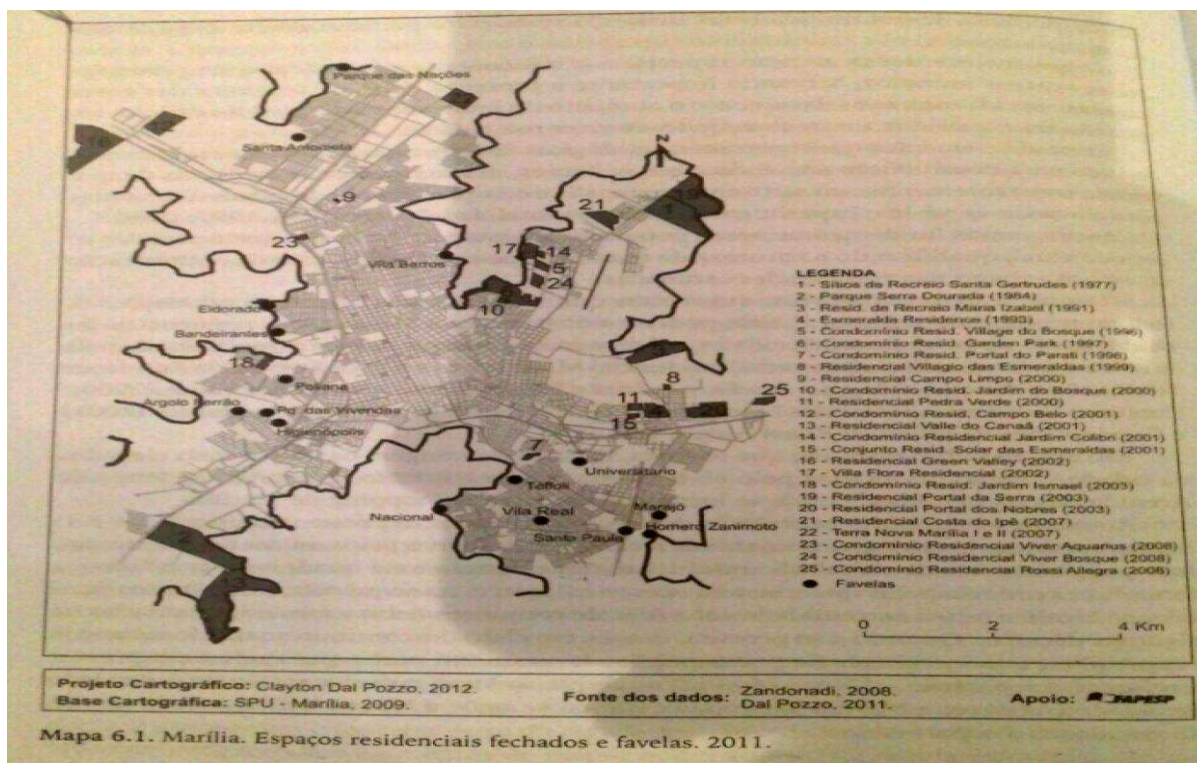 Parque das Nações
Santa Antonieta
N
9
21
1
23
Vila Barros
17
14
5
24
10
Eldorado
Bandeirantes
18
8
25
11
15
Argolo Ferrão
Pq. das Vivendas
7
Universitário
Toffoli
Nacional
Vila Real
Marajó
Santa Paula
Homero Zanimoto
2
LEGENDA
1 - Sítios de Recreio Santa Gertrudes (1977)
2 - Parque Serra Dourada (1984)
3 - Resid. de Recreio Maria Izabel (1991)
4 - Esmeralda Residence (1993)
5 - Condomínio Resid. Village do Bosque (1996)
6 - Condomínio Resid. Garden Park (1997)
7 - Condomínio Resid. Portal do Parati (1998)
8 - Residencial Villagio das Esmeraldas (1999)
9 - Residencial Campo Limpo (2000)
10 - Condomínio Resid. Jardim do Bosque (2000)
11 - Residencial Pedra Verde (2000)
12 - Condomínio Resid. Campo Belo (2001)
13 - Residencial Valle do Canaã (2001)
14 - Condomínio Residencial Jardim Colibri (2001)
15 - Conjunto Resid. Solar das Esmeraldas (2001)
16 - Residencial Green Valley (2002)
17 - Villa Flora Residencial (2002)
18 - Condomínio Resid. Jardim Ismael (2003)
19 - Residencial Portal da Serra (2003)
20 - Residencial Portal dos Nobres (2003)
21 - Residencial Costa do Ipê (2007)
22 - Terra Nova Marília I e II (2007)
23 - Condomínio Residencial Viver Aquarius (2008)
24 - Condomínio Residencial Viver Bosque (2008)
25 - Condomínio Residencial Rossi Allegra (2008)
Favelas
0 2 4 Km
Projeto Cartográfico: Clayton Dal Pozzo, 2012.
Base Cartográfica: SPU - Marília, 2009.
Fonte dos dados: Zandonadi, 2008.
Dal Pozzo, 2011.
Apoio: FAPESP
Mapa 6.1. Marília. Espaços residenciais fechados e favelas. 2011.